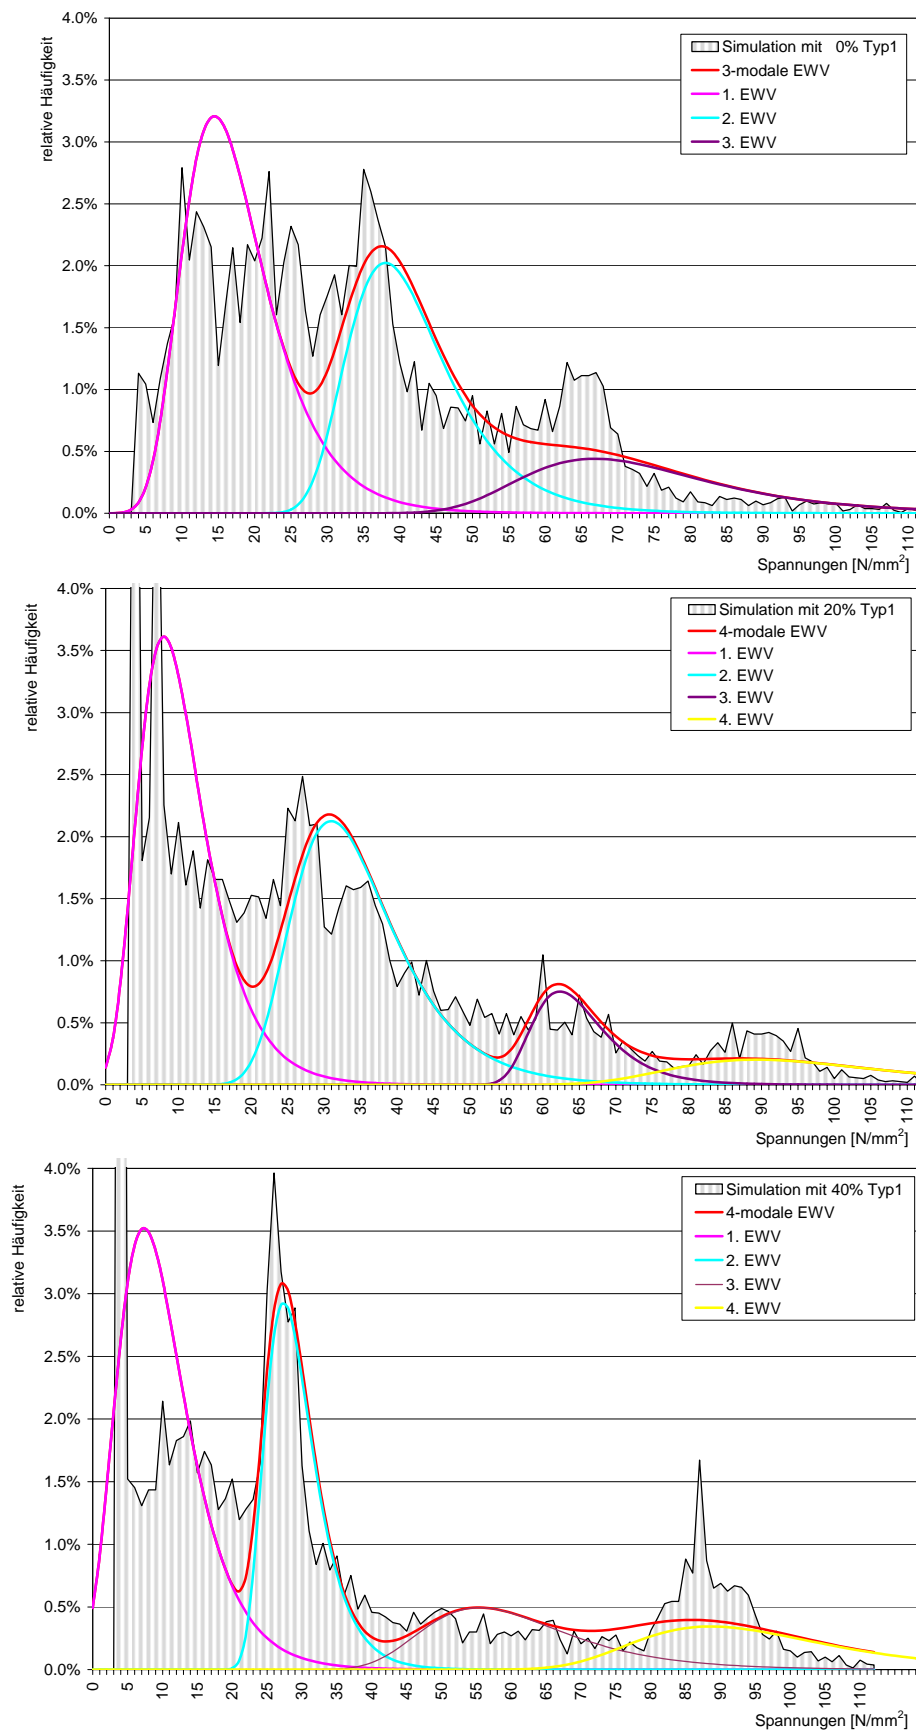 relative Häufigkeit
4.0%
3.5%
3.0%
2.5%
2.0%
1.5%
1.0%
0.5%
0.0%
Simulation mit 0% Typ1
3-modale EWV
1. EWV
2. EWV
3. EWV
0 5 10 15 20 25 30 35 40 45 50 55 60 65 70 75 80 85 90 95 100 105 110
Spannungen [N/mm²]
relative Häufigkeit
4.0%
3.5%
3.0%
2.5%
2.0%
1.5%
1.0%
0.5%
0.0%
Simulation mit 20% Typ1
4-modale EWV
1. EWV
2. EWV
3. EWV
4. EWV
0 5 10 15 20 25 30 35 40 45 50 55 60 65 70 75 80 85 90 95 100 105 110
Spannungen [N/mm²]
relative Häufigkeit
4.0%
3.5%
3.0%
2.5%
2.0%
1.5%
1.0%
0.5%
0.0%
Simulation mit 40% Typ1
4-modale EWV
1. EWV
2. EWV
3. EWV
4. EWV
0 5 10 15 20 25 30 35 40 45 50 55 60 65 70 75 80 85 90 95 100 105 110
Spannungen [N/mm²]